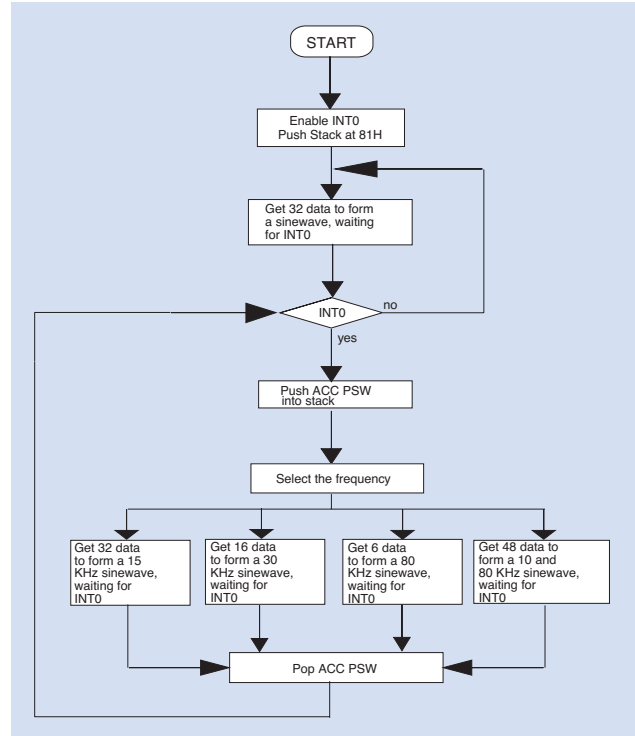 START
Enable INT0
Push Stack at 81H
Get 32 data to form
a sinewave, waiting
for INT0
INT0
no
yes
Push ACC PSW
into stack
Select the frequency
Get 32 data
to form a 15
KHz sinewave,
waiting for
INT0
Get 16 data
to form a 30
KHz sinewave,
waiting for
INT0
Get 6 data
to form a 80
KHz sinewave,
waiting for
INT0
Get 48 data to
form a 10 and
80 KHz sinewave,
waiting for
INT0
Pop ACC PSW